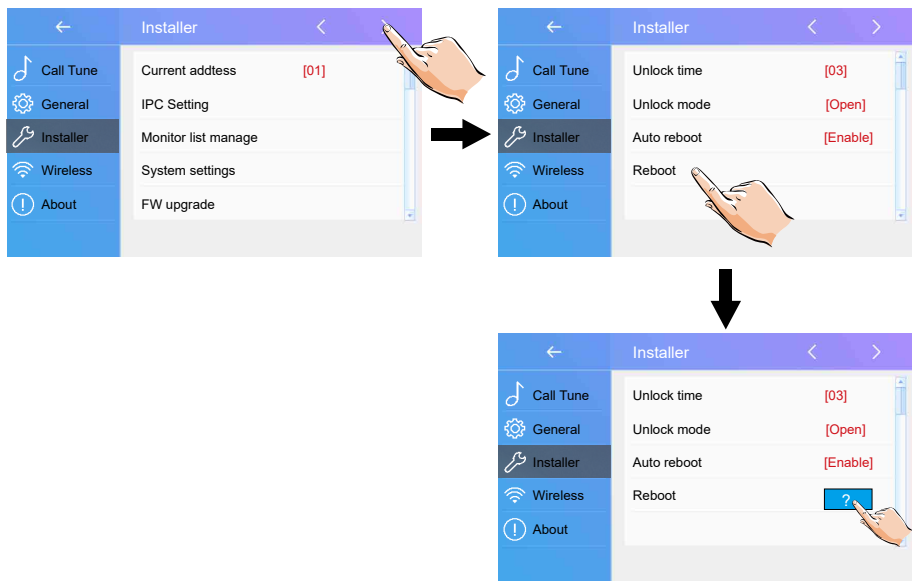 Installer
Call Tune
General
Installer
Wireless
About
Current addtess [01]
IPC Setting
Monitor list manage
System settings
FW upgrade
Installer
Call Tune
General
Installer
Wireless
About
Unlock time [03]
Unlock mode [Open]
Auto reboot [Enable]
Reboot
Installer
Call Tune
General
Installer
Wireless
About
Unlock time [03]
Unlock mode [Open]
Auto reboot [Enable]
Reboot ?